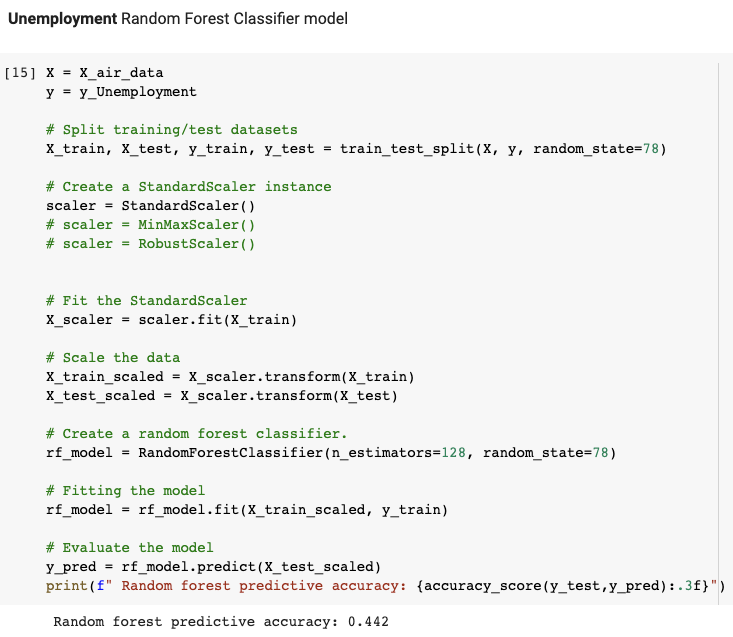 Unemployment Random Forest Classifier model
[15] X = X_air_data
y = y_Unemployment
# Split training/test datasets
X_train, X_test, y_train, y_test = train_test_split(X, y, random_state=78)
# Create a StandardScaler instance
scaler = StandardScaler()
# scaler = MinMaxScaler()
# scaler = RobustScaler()
# Fit the StandardScaler
X_scaler = scaler.fit(X_train)
# Scale the data
X_train_scaled = X_scaler.transform(X_train)
X_test_scaled = X_scaler.transform(X_test)
# Create a random forest classifier.
rf_model = RandomForestClassifier(n_estimators=128, random_state=78)
# Fitting the model
rf_model = rf_model.fit(X_train_scaled, y_train)
# Evaluate the model
y_pred = rf_model.predict(X_test_scaled)
print(f" Random forest predictive accuracy: {accuracy_score(y_test,y_pred):.3f}")
Random forest predictive accuracy: 0.442